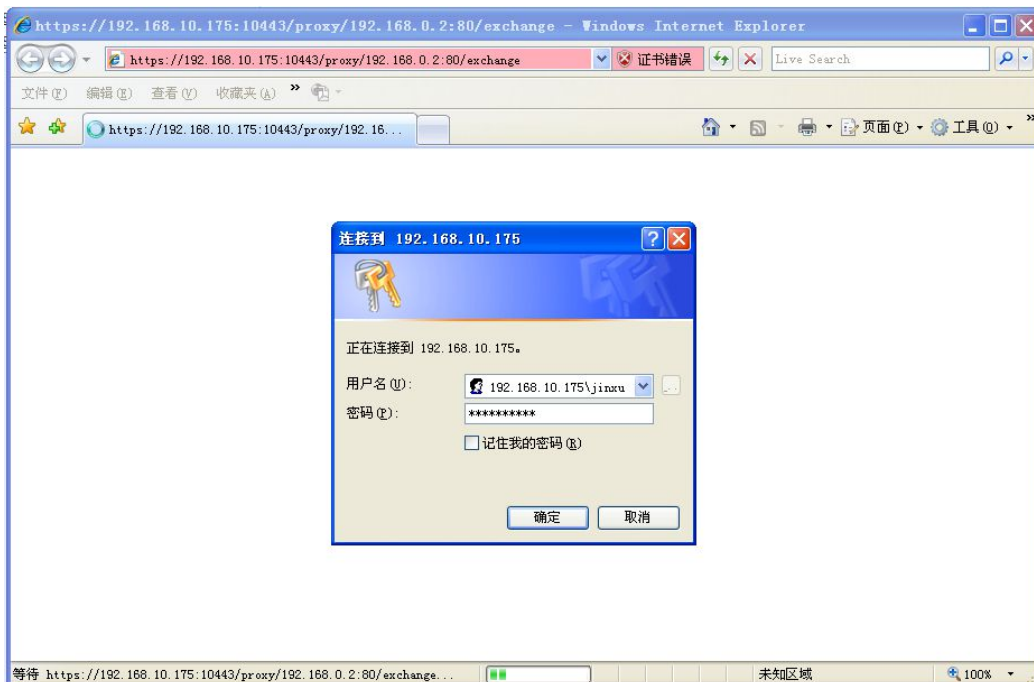 https://192.168.10.175:10443/proxy/192.168.0.2:80/exchange - Windows Internet Explorer
https://192.168.10.175:10443/proxy/192.168.0.2:80/exchange 证书错误 Live Search
文件(F) 编辑(E) 查看(V) 收藏夹(A) »
https://192.168.10.175:10443/proxy/192.16... 页面(P) 工具(O) »
连接到 192.168.10.175
正在连接到 192.168.10.175。
用户名(U): 192.168.10.175\jinxu
密码(P): **********
记住我的密码(R)
确定 取消
等待 https://192.168.10.175:10443/proxy/192.168.0.2:80/exchange... 未知区域 100%